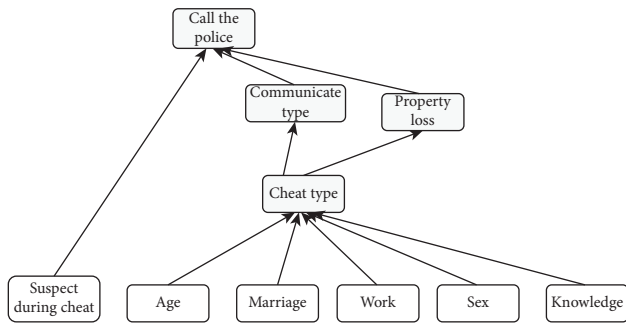 Call the
police
Communicate
type
Property
loss
Cheat type
Suspect
during cheat
Age
Marriage
Work
Sex
Knowledge